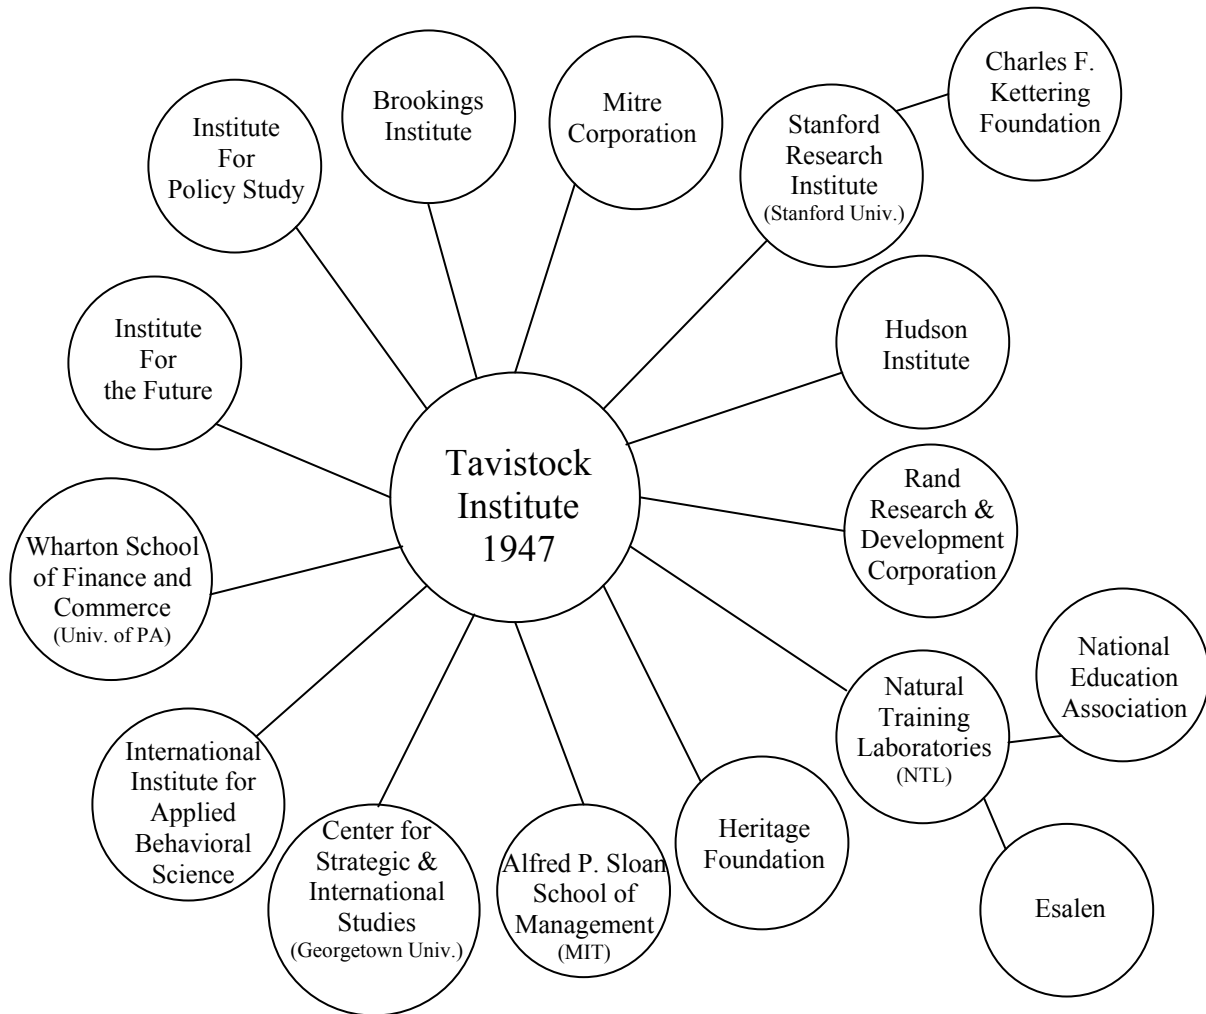 Tavistock
Institute
1947
Institute
For
Policy Study
Brookings
Institute
Mitre
Corporation
Stanford
Research
Institute
(Stanford Univ.)
Charles F.
Kettering
Foundation
Hudson
Institute
Rand
Research &
Development
Corporation
National
Education
Association
Natural
Training
Laboratories
(NTL)
Esalen
Heritage
Foundation
Alfred P. Sloan
School of
Management
(MIT)
Center for
Strategic &
International
Studies
(Georgetown Univ.)
International
Institute for
Applied
Behavioral
Science
Wharton School
of Finance and
Commerce
(Univ. of PA)
Institute
For
the Future